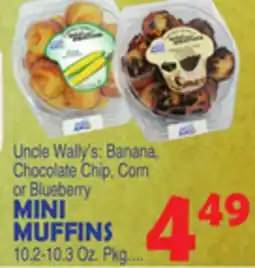 Uncle Wally's: Banana,
Chocolate Chip, Corn
or Blueberry
MINI
MUFFINS
10.2-10.3 Oz. Pkg....
4 49